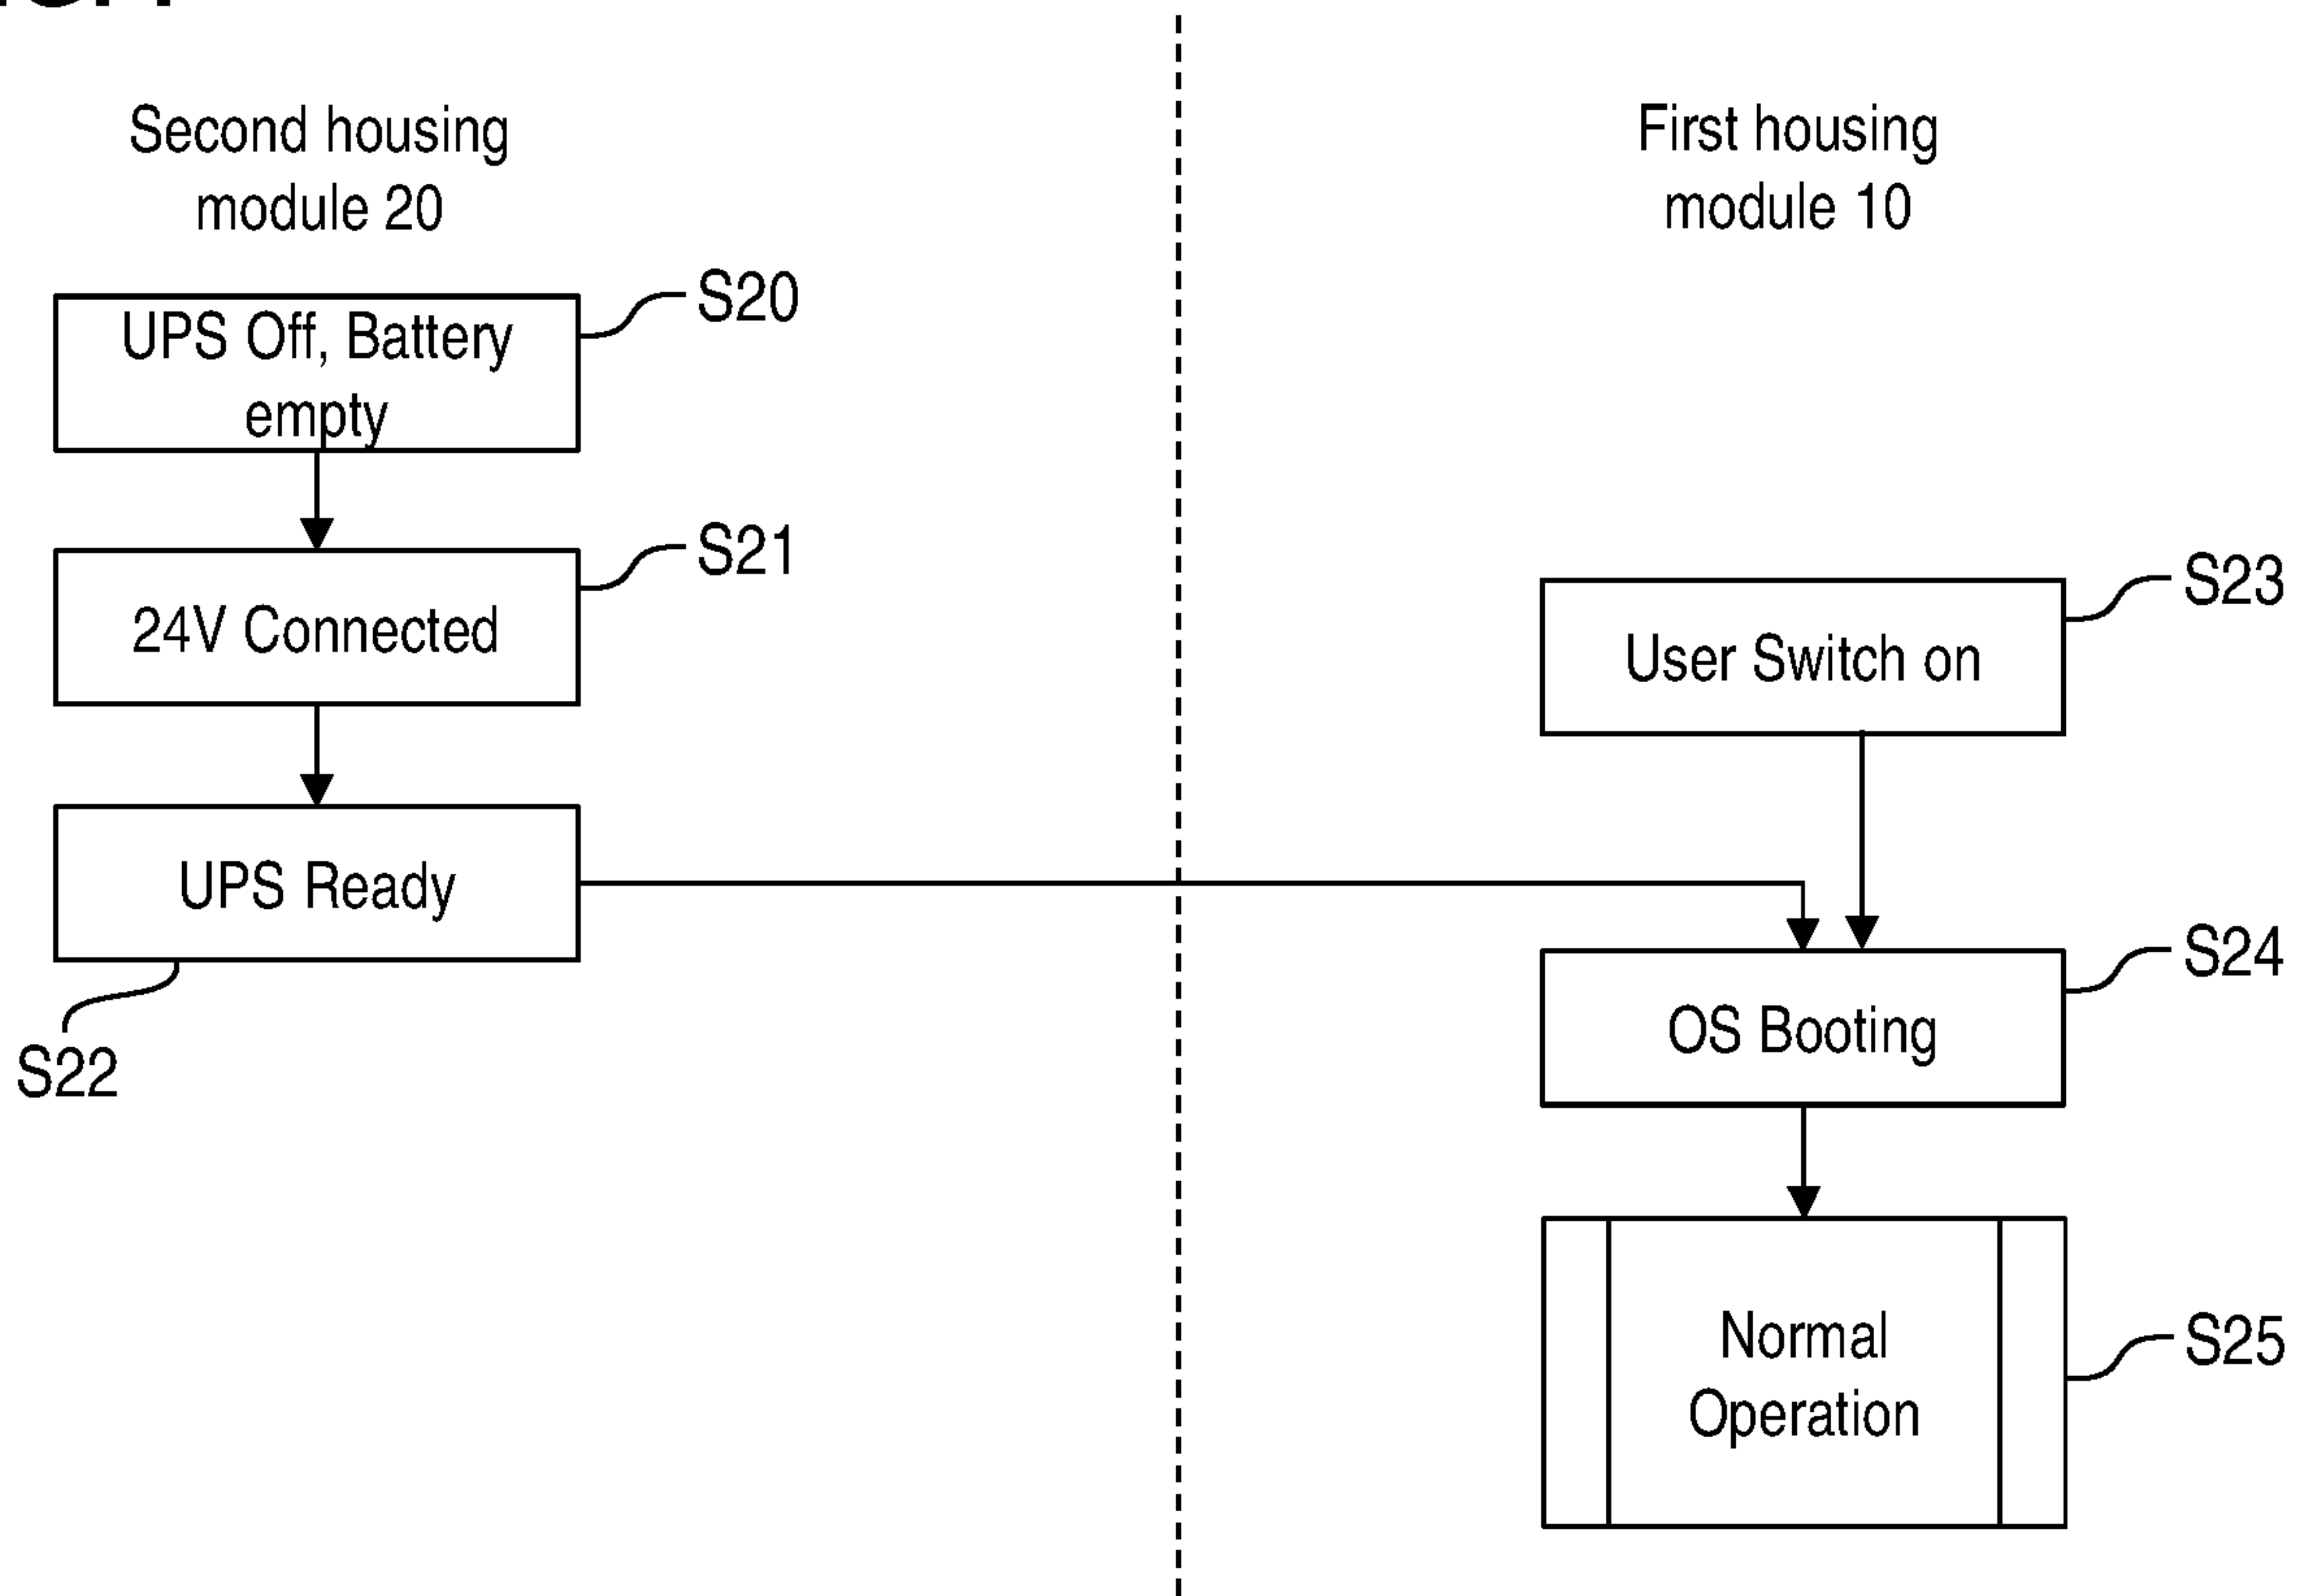 Second housing
module 20
First housing
module 10
UPS Off, Battery
empty
S20
24V Connected
S21
User Switch on
S23
UPS Ready
S22
OS Booting
S24
Normal
Operation
S25